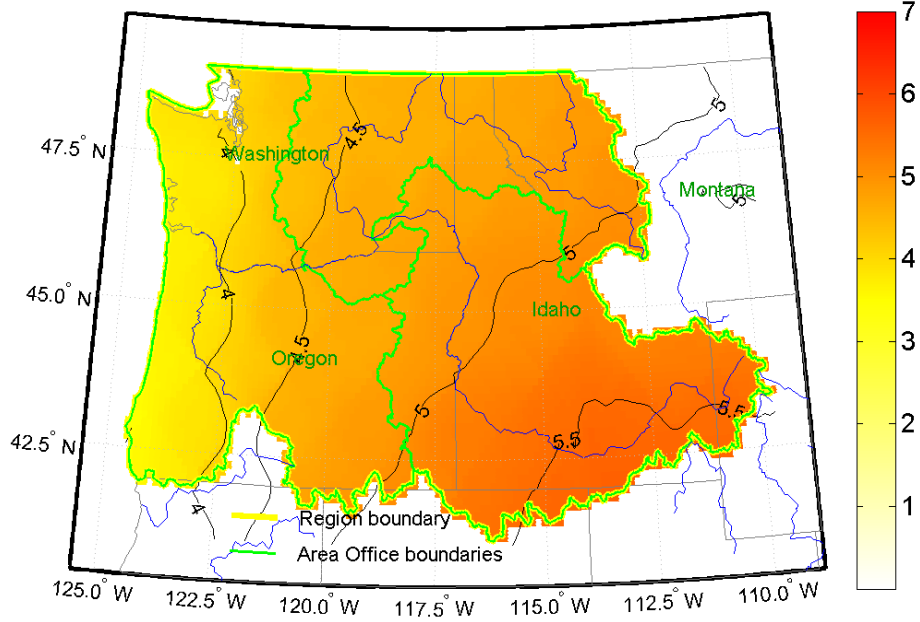 7
6
5
4
3
2
1
47.5° N
45.0° N
42.5° N
125.0° W
122.5° W
120.0° W
117.5° W
115.0° W
112.5° W
110.0° W
Washington
Montana
Idaho
Oregon
4
4.5
5
5
5
4
4.5
5
5.5
5.5
4
Region boundary
Area Office boundaries